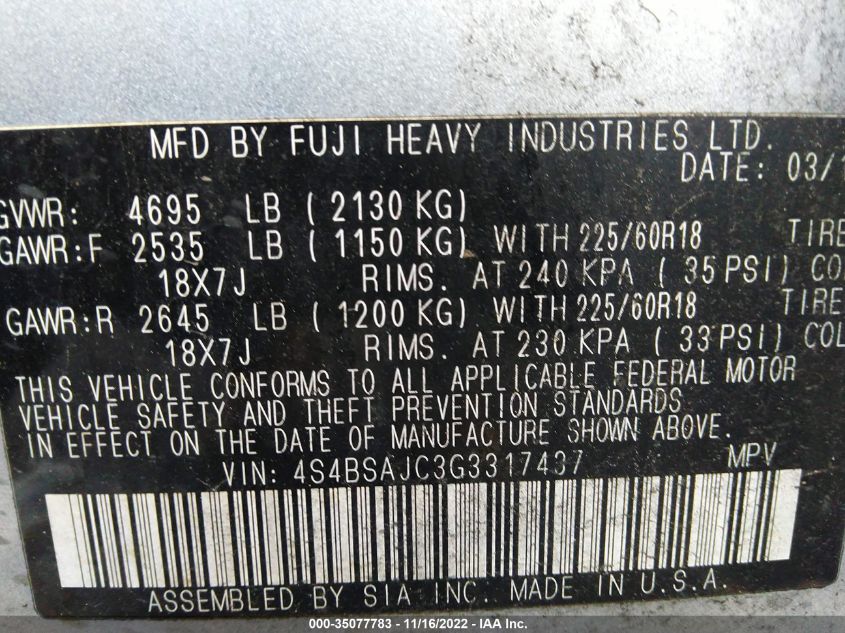 MFD BY FUJI HEAVY INDUSTRIES LTD.
DATE: 03/1
GVWR: 4695 LB ( 2130 KG)
GAWR:F 2535 LB ( 1150 KG) WITH 225/60R18 TIRE
18X7J RIMS. AT 240 KPA ( 35 PSI) CO
GAWR:R 2645 LB ( 1200 KG) WITH 225/60R18 TIRE
18X7J RIMS. AT 230 KPA ( 33 PSI) COL
THIS VEHICLE CONFORMS TO ALL APPLICABLE FEDERAL MOTOR
VEHICLE SAFETY AND THEFT PREVENTION STANDARDS
IN EFFECT ON THE DATE OF MANUFACTURE SHOWN ABOVE.
VIN: 4S4BSAJC3G3317437 MPV
ASSEMBLED BY SIA INC. MADE IN U.S.A.
000-35077783 - 11/16/2022 - IAA Inc.